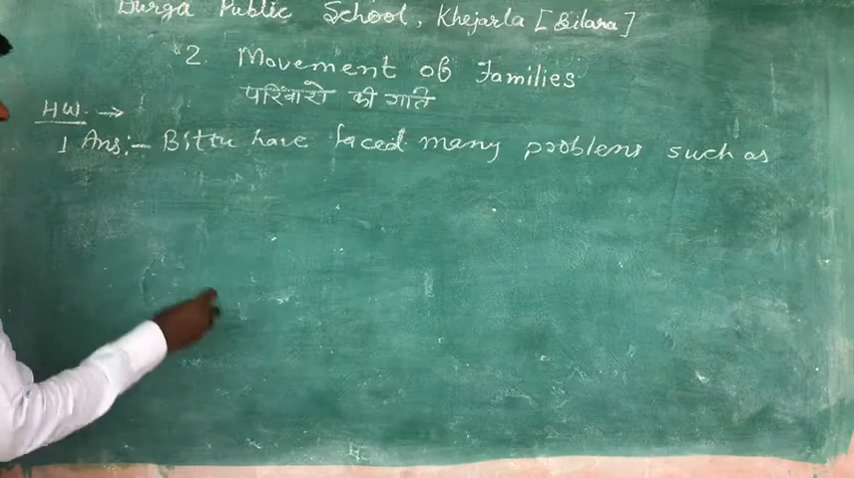 Durga Public School, Khejarla [Bilara]
2. Movement of Families
परिवारो की गति
HW. →
1 Ans:- Bittu have faced many problems such as